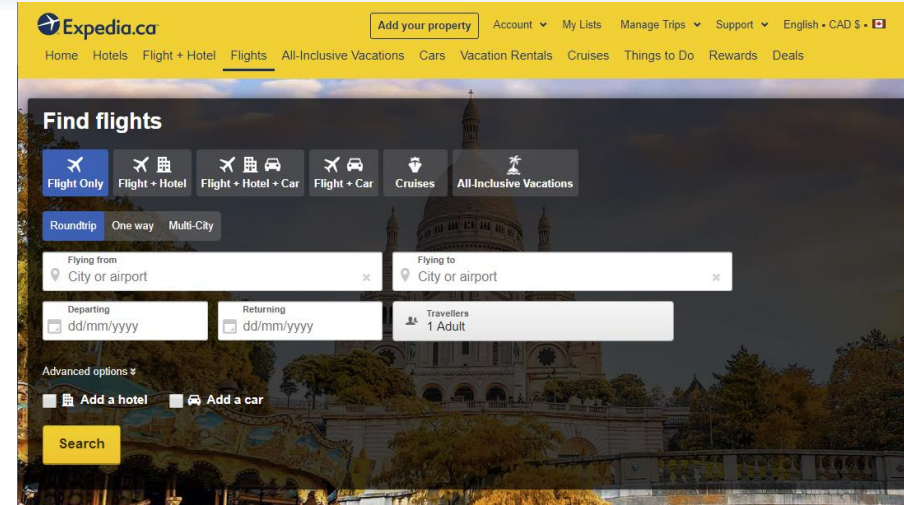 Expedia.ca
Add your property Account My Lists Manage Trips Support English • CAD $ •
Home Hotels Flight + Hotel Flights All-Inclusive Vacations Cars Vacation Rentals Cruises Things to Do Rewards Deals
Find flights
Flight Only Flight + Hotel Flight + Hotel + Car Flight + Car Cruises All-Inclusive Vacations
Roundtrip One way Multi-City
Flying from Flying to
City or airport City or airport
Departing Returning Travellers
dd/mm/yyyy dd/mm/yyyy 1 Adult
Advanced options
Add a hotel Add a car
Search